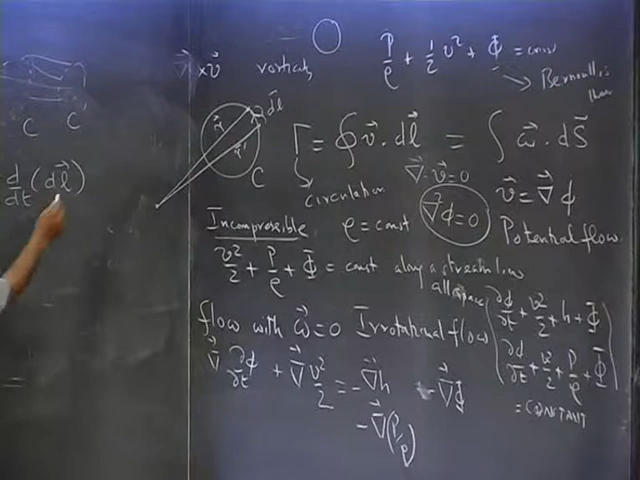 C C'
d/dt (dl⃗)
∇⃗ × v⃗ vorticity
P/ρ + 1/2 v² + Φ = const
→ Bernoulli's
r⃗ r⃗' dl⃗
C
Γ = ∮ v⃗ · dl⃗ = ∫ ω⃗ · dS⃗
circulation
∇⃗ · v⃗ = 0
∇²ϕ = 0
v⃗ = ∇⃗ϕ
Potential flow
Incompressible ρ = const
v²/2 + P/ρ + Φ = const along a streamline
all space
flow with ω⃗ = 0 Irrotational flow
∇⃗ ∂ϕ/∂t + ∇⃗ v²/2 = -∇⃗h - ∇⃗Φ
-∇⃗(P/ρ)
∂ϕ/∂t + v²/2 + h + Φ
∂ϕ/∂t + v²/2 + P/ρ + Φ
= CONSTANT